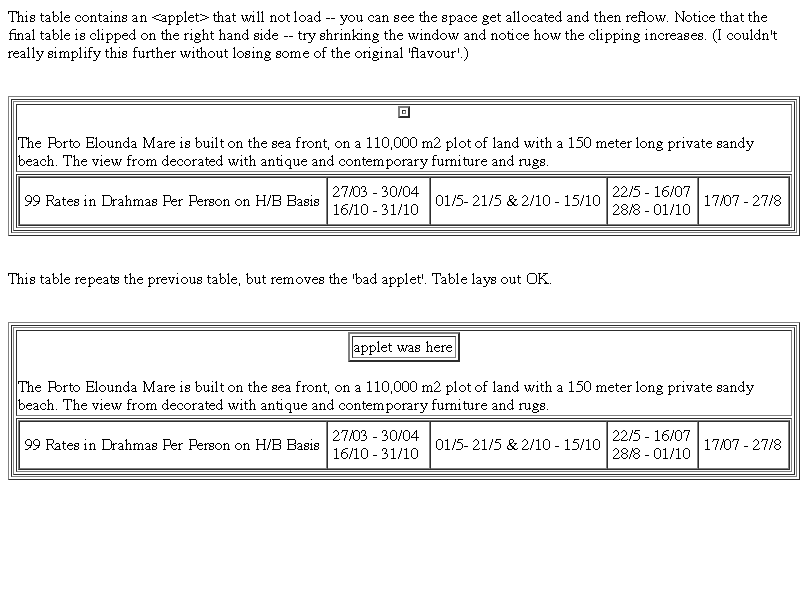 This table contains an <applet> that will not load -- you can see the space get allocated and then reflow. Notice that the
final table is clipped on the right hand side -- try shrinking the window and notice how the clipping increases. (I couldn't
really simplify this further without losing some of the original 'flavour'.)
The Porto Elounda Mare is built on the sea front, on a 110,000 m2 plot of land with a 150 meter long private sandy
beach. The view from decorated with antique and contemporary furniture and rugs.
99 Rates in Drahmas Per Person on H/B Basis
27/03 - 30/04
16/10 - 31/10
01/5- 21/5 & 2/10 - 15/10
22/5 - 16/07
28/8 - 01/10
17/07 - 27/8
This table repeats the previous table, but removes the 'bad applet'. Table lays out OK.
applet was here
The Porto Elounda Mare is built on the sea front, on a 110,000 m2 plot of land with a 150 meter long private sandy
beach. The view from decorated with antique and contemporary furniture and rugs.
99 Rates in Drahmas Per Person on H/B Basis
27/03 - 30/04
16/10 - 31/10
01/5- 21/5 & 2/10 - 15/10
22/5 - 16/07
28/8 - 01/10
17/07 - 27/8